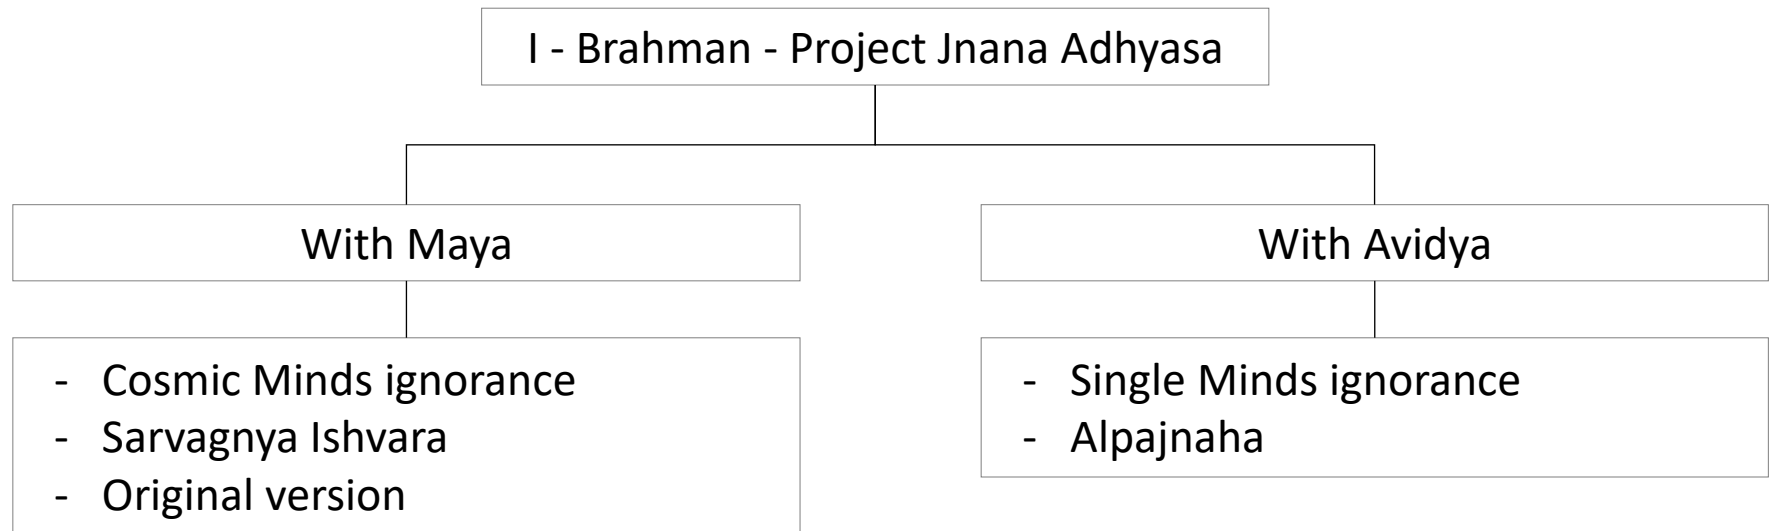 I - Brahman - Project Jnana Adhyasa
With Maya
With Avidya
- Cosmic Minds ignorance
- Sarvagnya Ishvara
- Original version
- Single Minds ignorance
- Alpajnaha